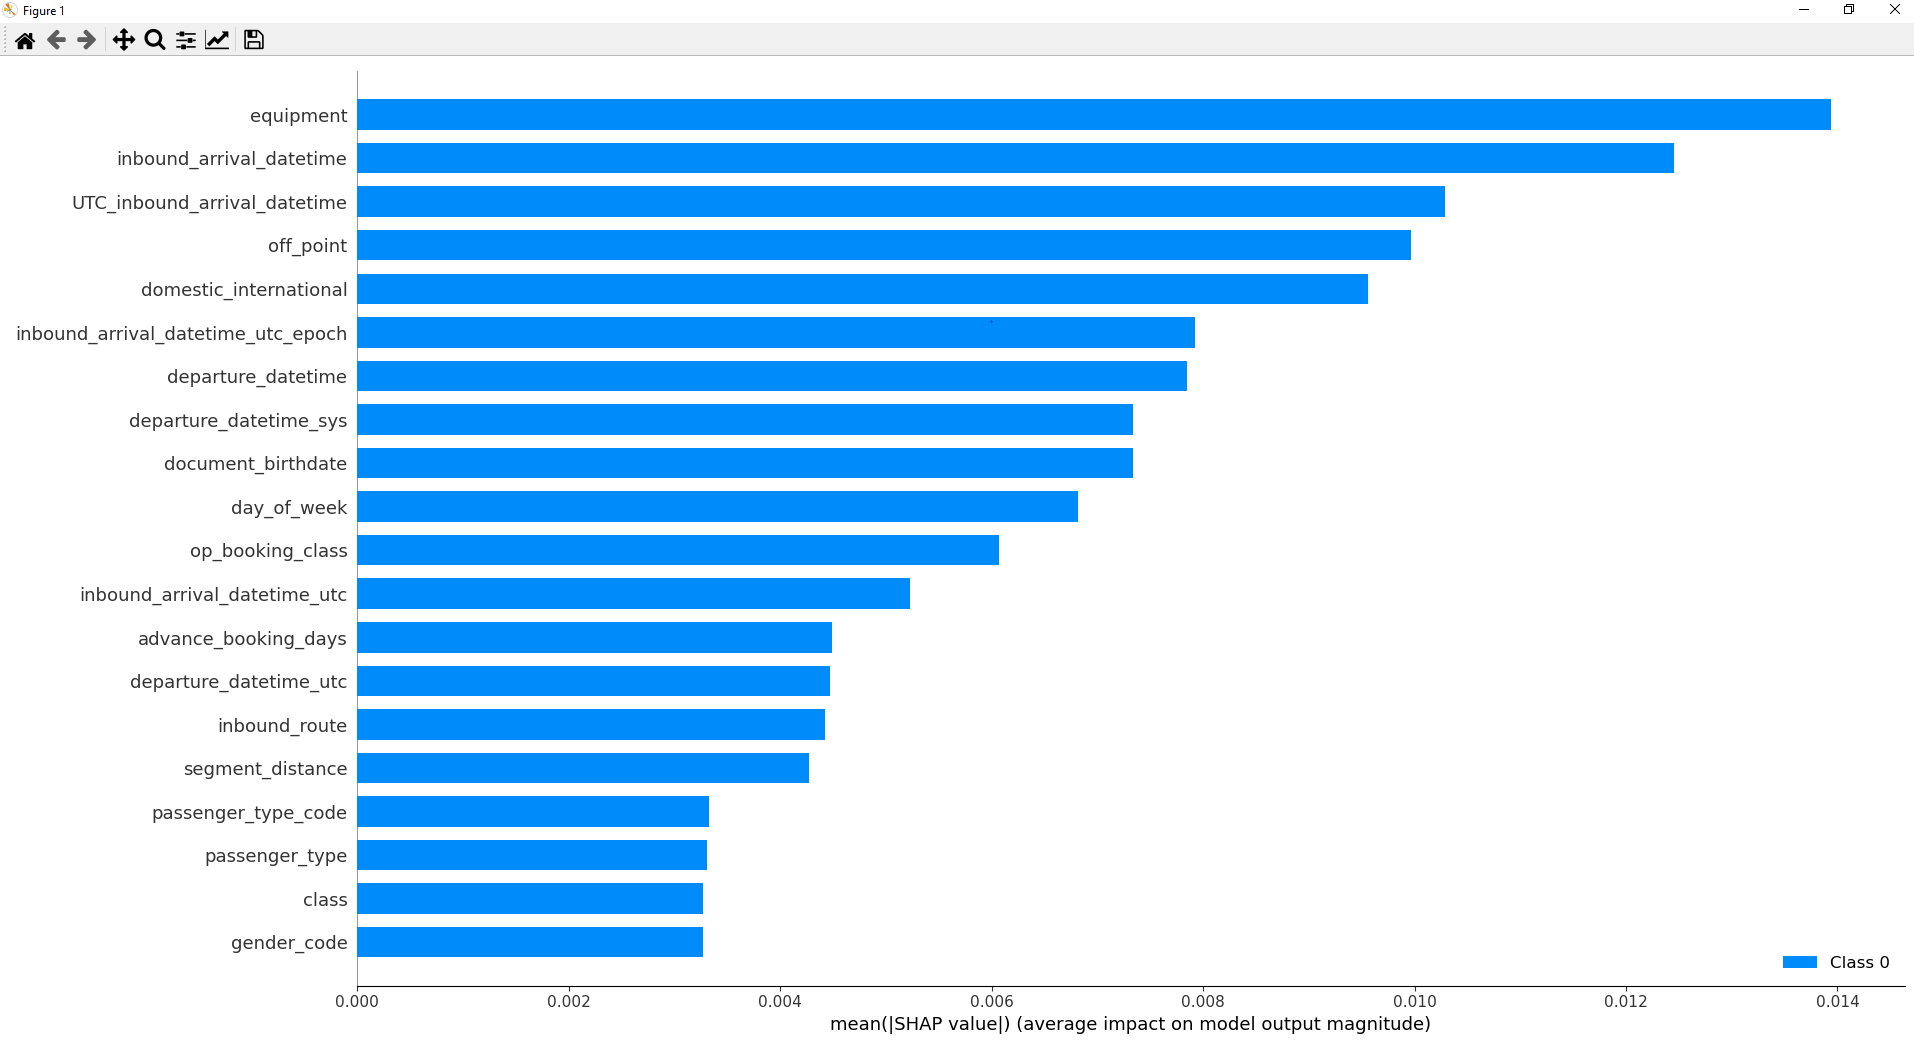 Figure 1
equipment
inbound_arrival_datetime
UTC_inbound_arrival_datetime
off_point
domestic_international
inbound_arrival_datetime_utc_epoch
departure_datetime
departure_datetime_sys
document_birthdate
day_of_week
op_booking_class
inbound_arrival_datetime_utc
advance_booking_days
departure_datetime_utc
inbound_route
segment_distance
passenger_type_code
passenger_type
class
gender_code
Class 0
0.000 0.002 0.004 0.006 0.008 0.010 0.012 0.014
mean(|SHAP value|) (average impact on model output magnitude)